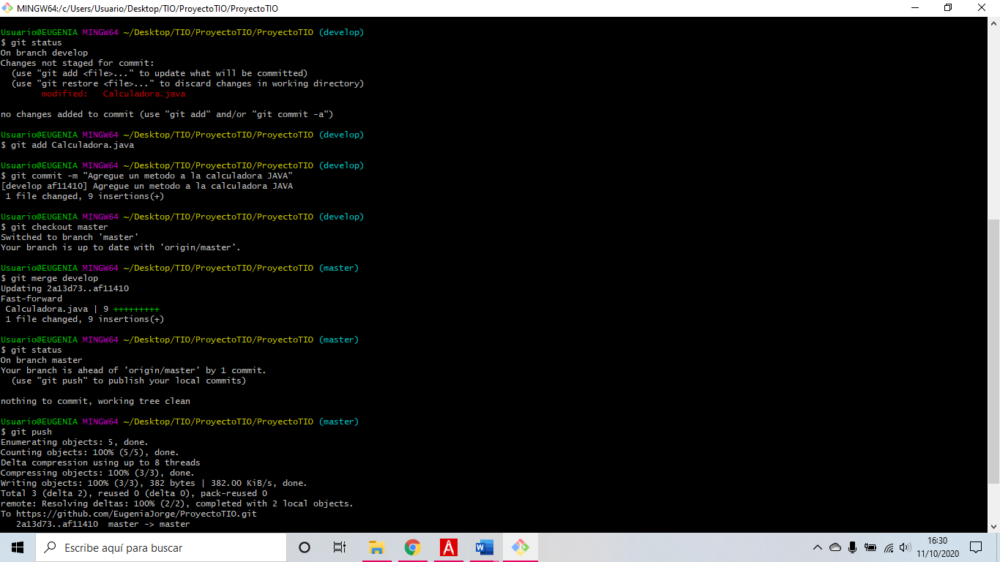 MINGW64:/c/Users/Usuario/Desktop/TIO/ProyectoTIO/ProyectoTIO
Usuario@EUGENIA MINGW64 ~/Desktop/TIO/ProyectoTIO/ProyectoTIO (develop)
$ git status
On branch develop
Changes not staged for commit:
  (use "git add <file>..." to update what will be committed)
  (use "git restore <file>..." to discard changes in working directory)
        modified:   Calculadora.java
no changes added to commit (use "git add" and/or "git commit -a")
Usuario@EUGENIA MINGW64 ~/Desktop/TIO/ProyectoTIO/ProyectoTIO (develop)
$ git add Calculadora.java
Usuario@EUGENIA MINGW64 ~/Desktop/TIO/ProyectoTIO/ProyectoTIO (develop)
$ git commit -m "Agregue un metodo a la calculadora JAVA"
[develop af11410] Agregue un metodo a la calculadora JAVA
 1 file changed, 9 insertions(+)
Usuario@EUGENIA MINGW64 ~/Desktop/TIO/ProyectoTIO/ProyectoTIO (develop)
$ git checkout master
Switched to branch 'master'
Your branch is up to date with 'origin/master'.
Usuario@EUGENIA MINGW64 ~/Desktop/TIO/ProyectoTIO/ProyectoTIO (master)
$ git merge develop
Updating 2a13d73..af11410
Fast-forward
 Calculadora.java | 9 +++++++++
 1 file changed, 9 insertions(+)
Usuario@EUGENIA MINGW64 ~/Desktop/TIO/ProyectoTIO/ProyectoTIO (master)
$ git status
On branch master
Your branch is ahead of 'origin/master' by 1 commit.
  (use "git push" to publish your local commits)
nothing to commit, working tree clean
Usuario@EUGENIA MINGW64 ~/Desktop/TIO/ProyectoTIO/ProyectoTIO (master)
$ git push
Enumerating objects: 5, done.
Counting objects: 100% (5/5), done.
Delta compression using up to 8 threads
Compressing objects: 100% (3/3), done.
Writing objects: 100% (3/3), 382 bytes | 382.00 KiB/s, done.
Total 3 (delta 2), reused 0 (delta 0), pack-reused 0
remote: Resolving deltas: 100% (2/2), completed with 2 local objects.
To https://github.com/EugeniaJorge/ProyectoTIO.git
   2a13d73..af11410  master -> master
Escribe aquí para buscar
16:30
11/10/2020